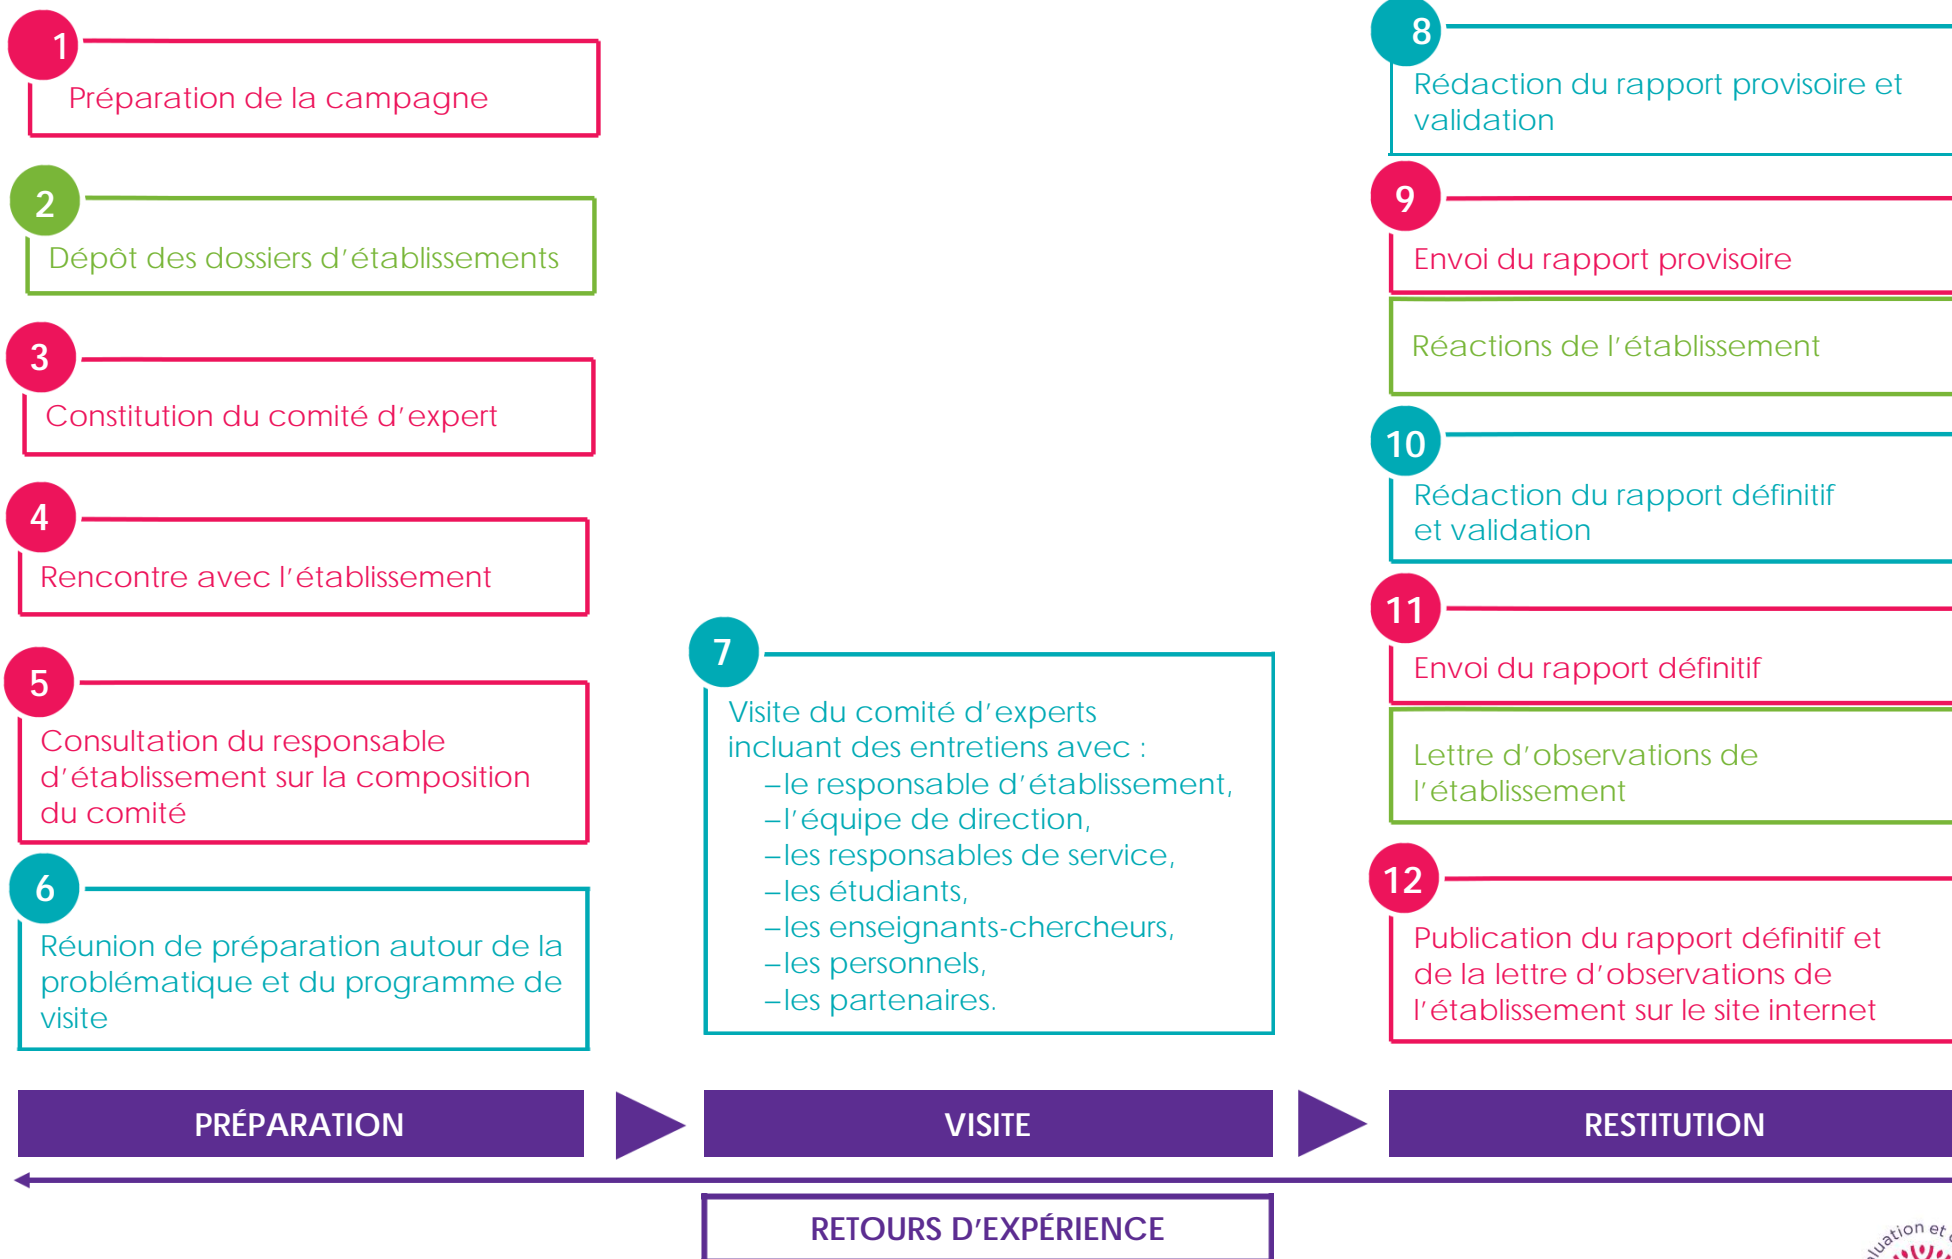 1
Préparation de la campagne
2
Dépôt des dossiers d’établissements
3
Constitution du comité d’expert
4
Rencontre avec l’établissement
5
Consultation du responsable
d’établissement sur la composition
du comité
6
Réunion de préparation autour de la
problématique et du programme de
visite
7
Visite du comité d’experts
incluant des entretiens avec :
–le responsable d’établissement,
–l’équipe de direction,
–les responsables de service,
–les étudiants,
–les enseignants-chercheurs,
–les personnels,
–les partenaires.
8
Rédaction du rapport provisoire et
validation
9
Envoi du rapport provisoire
Réactions de l’établissement
10
Rédaction du rapport définitif
et validation
11
Envoi du rapport définitif
Lettre d’observations de
l’établissement
12
Publication du rapport définitif et
de la lettre d’observations de
l’établissement sur le site internet
PRÉPARATION
VISITE
RESTITUTION
RETOURS D’EXPÉRIENCE
et